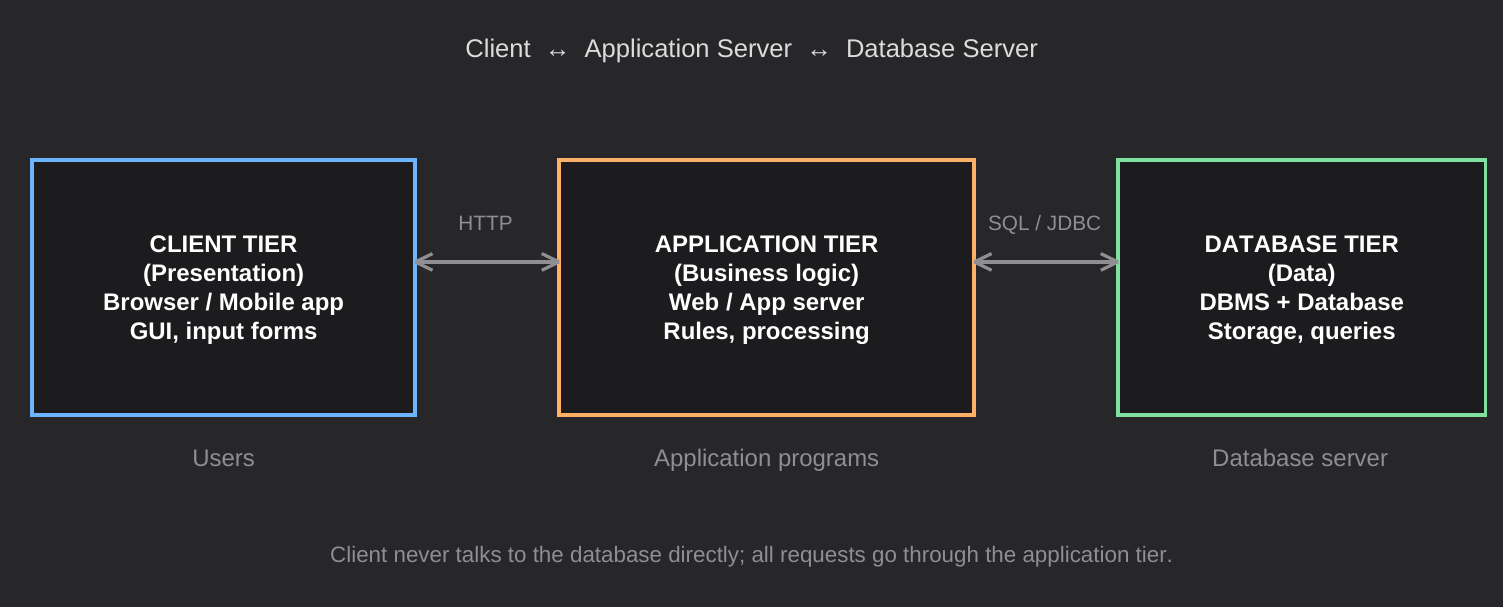 Client ↔ Application Server ↔ Database Server
HTTP
SQL / JDBC
CLIENT TIER
(Presentation)
Browser / Mobile app
GUI, input forms
APPLICATION TIER
(Business logic)
Web / App server
Rules, processing
DATABASE TIER
(Data)
DBMS + Database
Storage, queries
Users
Application programs
Database server
Client never talks to the database directly; all requests go through the application tier.